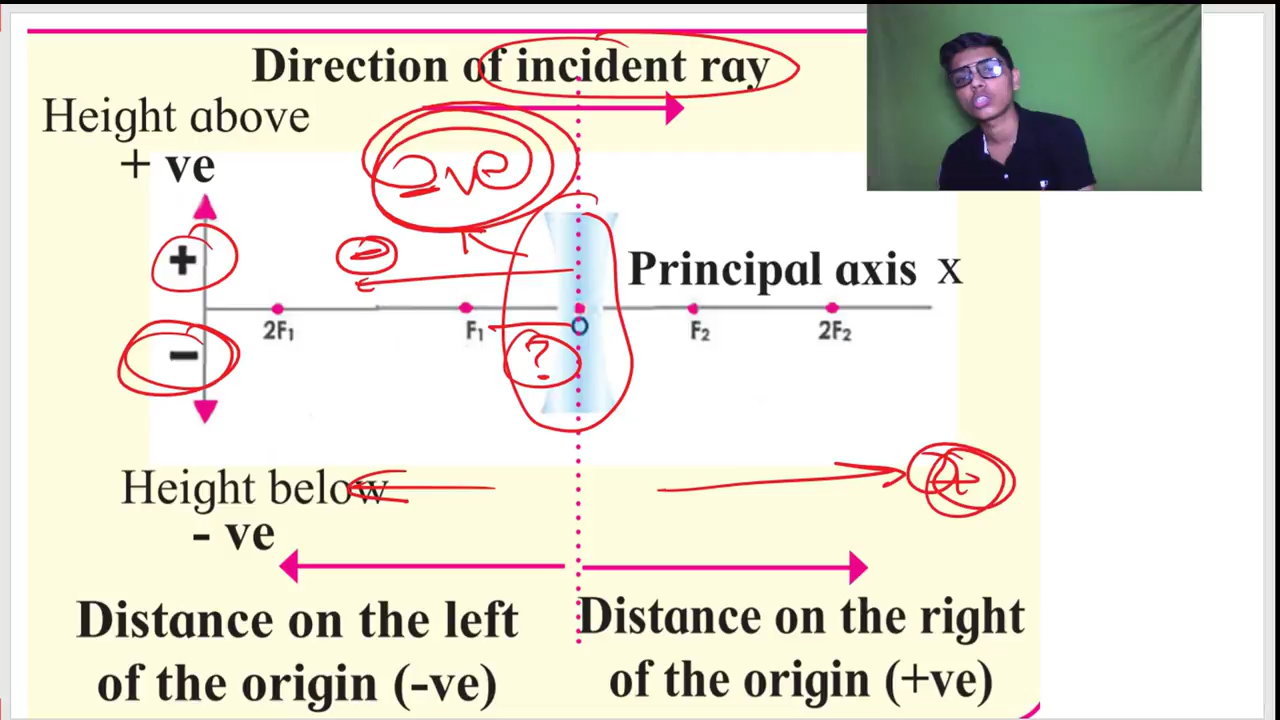 Direction of incident ray
Height above
+ ve
-ve
+
-
Principal axis X
2F1
F1
O
F2
2F2
?
-
+
Height below
- ve
Distance on the left
of the origin (-ve)
Distance on the right
of the origin (+ve)